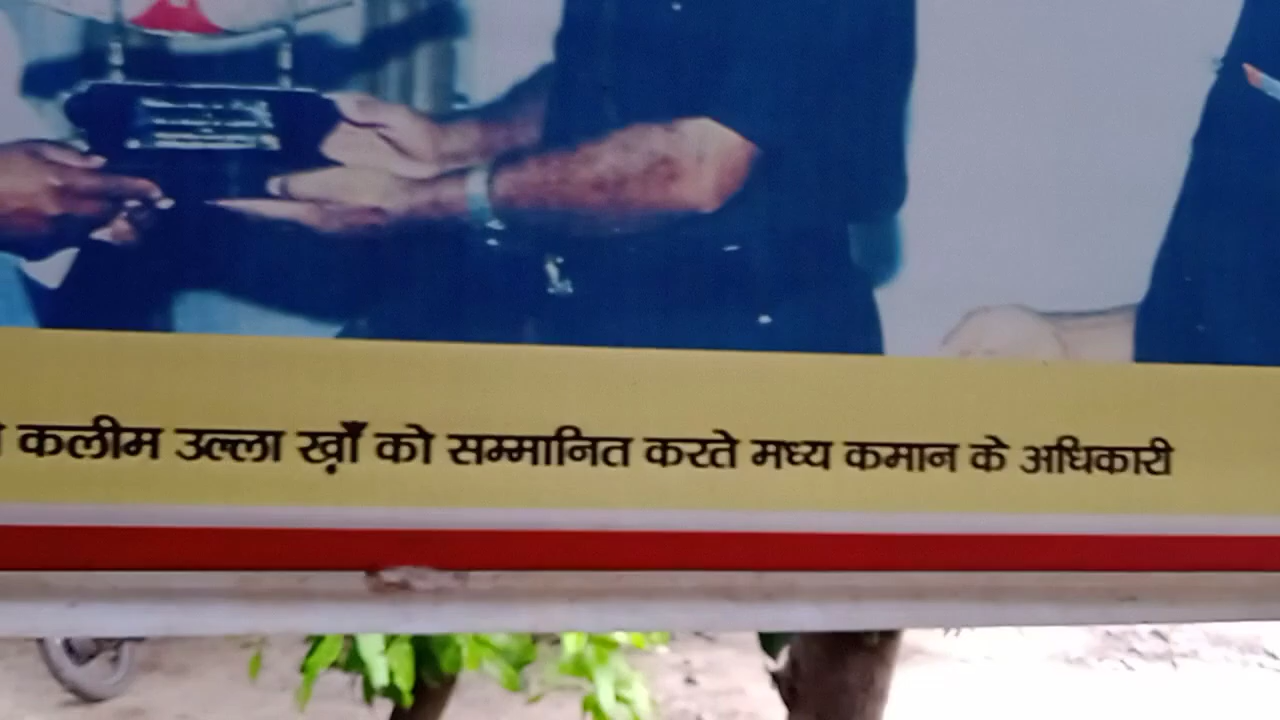 कलीम उल्ला ख़ाँ को सम्मानित करते मध्य कमान के अधिकारी